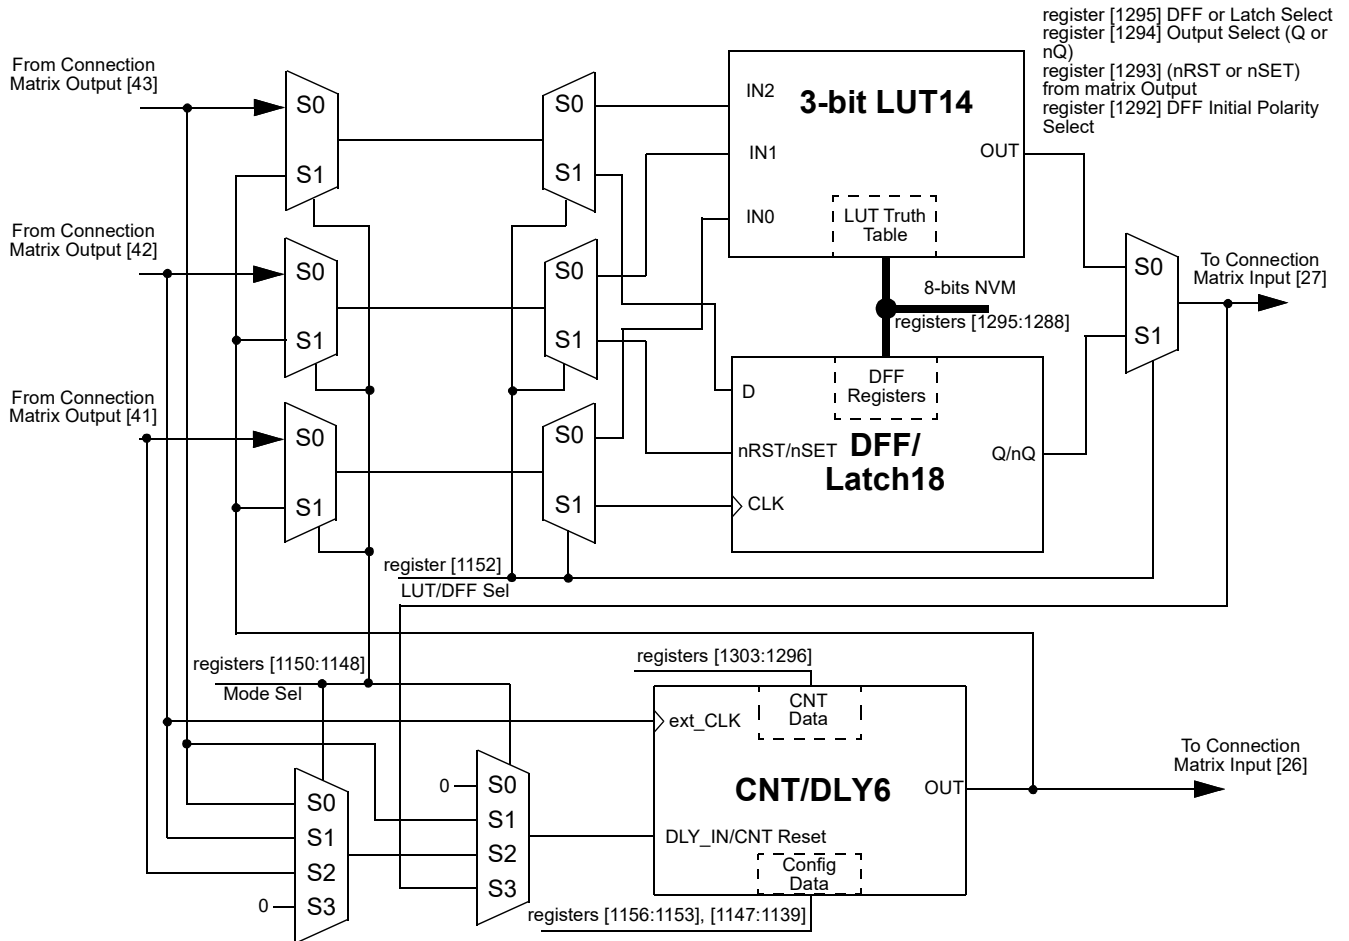 register [1295] DFF or Latch Select
register [1294] Output Select (Q or
nQ)
register [1293] (nRST or nSET)
from matrix Output
register [1292] DFF Initial Polarity
Select
From Connection
Matrix Output [43]
S0
S1
S0
S1
IN2
3-bit LUT14
IN1
OUT
IN0
LUT Truth
Table
From Connection
Matrix Output [42]
S0
S1
S0
S1
8-bits NVM
registers [1295:1288]
S0
S1
To Connection
Matrix Input [27]
From Connection
Matrix Output [41]
S0
S1
S0
S1
DFF
Registers
D
nRST/nSET
DFF/
Latch18
Q/nQ
CLK
register [1152]
LUT/DFF Sel
registers [1150:1148]
Mode Sel
registers [1303:1296]
CNT
Data
ext_CLK
CNT/DLY6
OUT
To Connection
Matrix Input [26]
DLY_IN/CNT Reset
Config
Data
0
S0
S1
S2
S3
S0
S1
S2
0
S3
registers [1156:1153], [1147:1139]